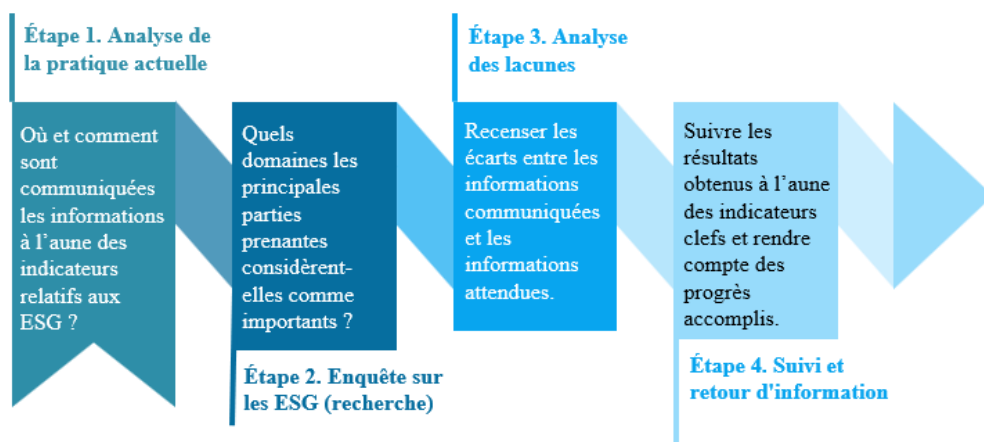 Étape 1. Analyse de
la pratique actuelle
Où et comment
sont
communiquées
les informations
à l’aune des
indicateurs
relatifs aux
ESG ?
Quels
domaines les
principales
parties
prenantes
considèrent-
elles comme
importants ?
Étape 2. Enquête sur
les ESG (recherche)
Étape 3. Analyse
des lacunes
Recenser les
écarts entre les
informations
communiquées
et les
informations
attendues.
Suivre les
résultats
obtenus à l’aune
des indicateurs
clefs et rendre
compte des
progrès
accomplis.
Étape 4. Suivi et
retour d'information